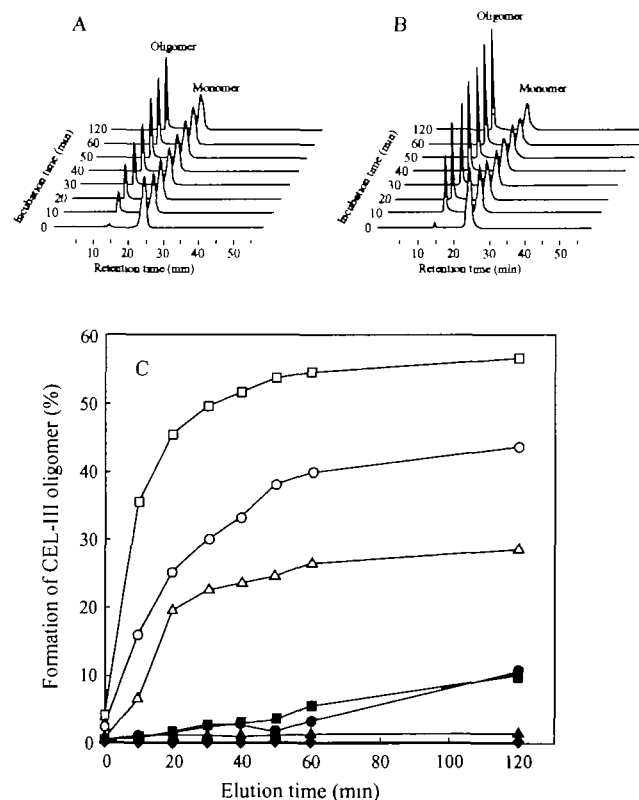 A
Oligomer
Monomer
Incubation time (min)
120
60
50
40
30
20
10
0
10 20 30 40 50
Retention time (mm)
B
Oligomer
Monomer
Incubation time (min)
120
60
50
40
30
20
10
0
10 20 30 40 50
Retention time (min)
C
Formation of CEL-III oligomer (%)
60
50
40
30
20
10
0
0 20 40 60 80 100 120
Elution time (min)